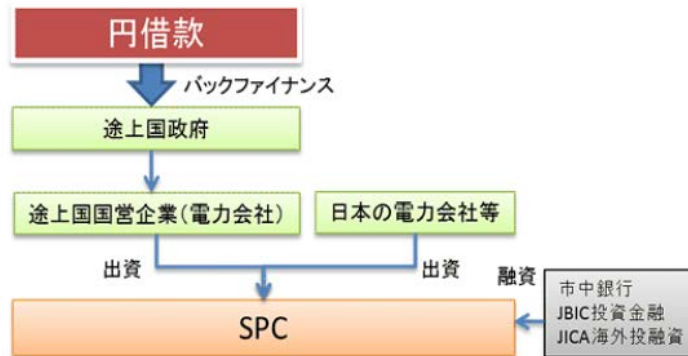 円借款
バックファイナンス
途上国政府
途上国国営企業(電力会社)
日本の電力会社等
出資
出資
融資
SPC
市中銀行
JBIC投資金融
JICA海外投融資